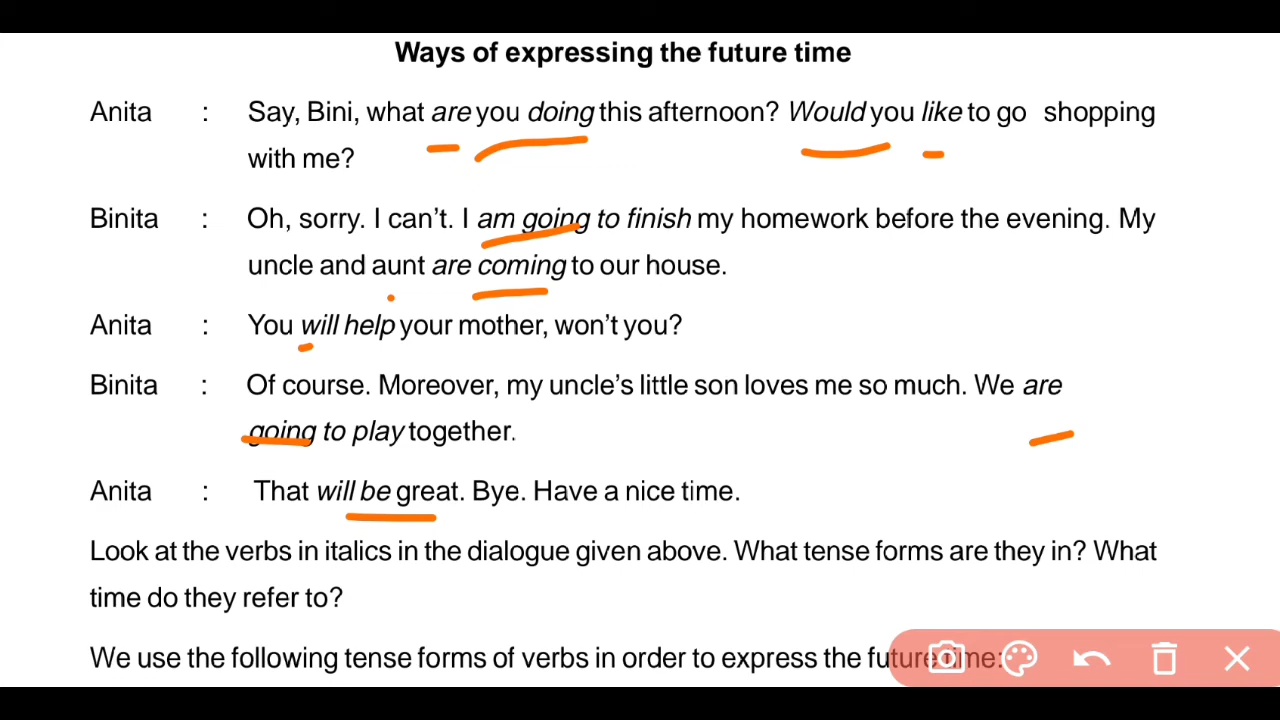 Ways of expressing the future time
Anita : Say, Bini, what are you doing this afternoon? Would you like to go shopping
with me?
Binita : Oh, sorry. I can't. I am going to finish my homework before the evening. My
uncle and aunt are coming to our house.
Anita : You will help your mother, won't you?
Binita : Of course. Moreover, my uncle's little son loves me so much. We are
going to play together.
Anita : That will be great. Bye. Have a nice time.
Look at the verbs in italics in the dialogue given above. What tense forms are they in? What
time do they refer to?
We use the following tense forms of verbs in order to express the future time: